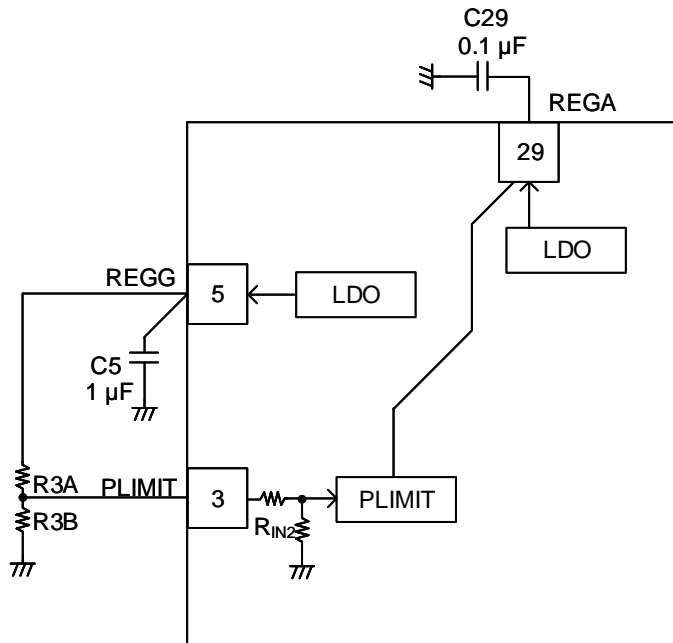 C29
0.1 µF
REGA
29
LDO
REGG
5
LDO
C5
1 µF
R3A
PLIMIT
3
PLIMIT
R3B
RIN2